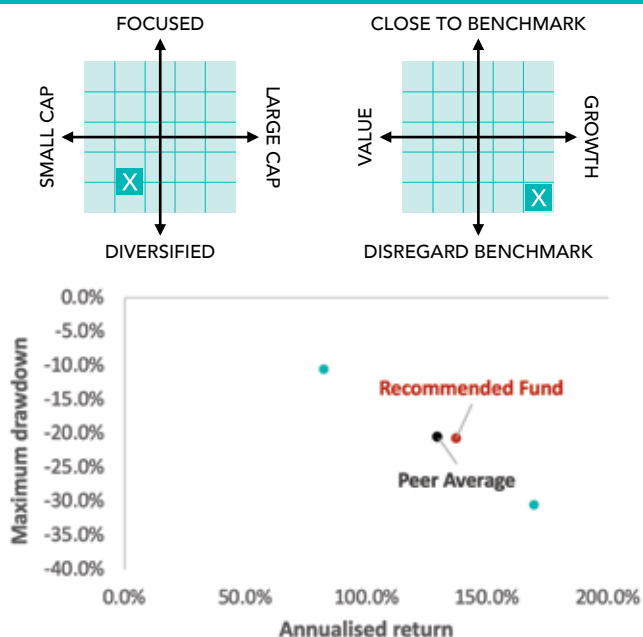 FOCUSED
SMALL CAP
LARGE CAP
X
DIVERSIFIED
CLOSE TO BENCHMARK
VALUE
GROWTH
X
DISREGARD BENCHMARK
0.0%
-5.0%
-10.0%
-15.0%
-20.0%
-25.0%
-30.0%
-35.0%
-40.0%
Maximum drawdown
Recommended Fund
Peer Average
0.0%
50.0%
100.0%
150.0%
200.0%
Annualised return